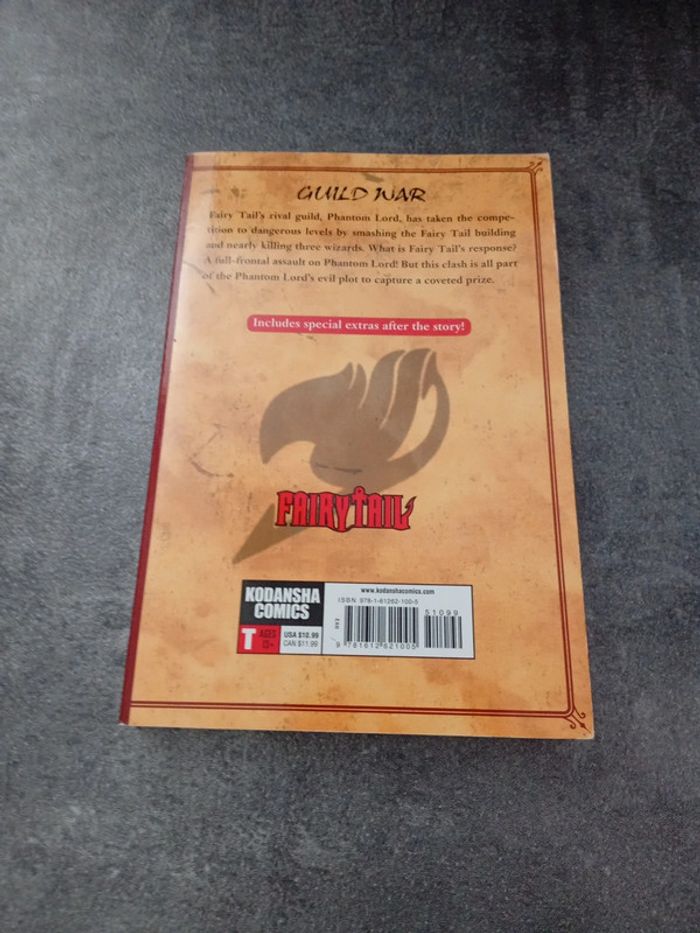 GUILD WAR
Fairy Tail's rival guild, Phantom Lord, has taken the compe-
tition to dangerous levels by smashing the Fairy Tail building
and nearly killing three wizards. What is Fairy Tail's response?
A full-frontal assault on Phantom Lord! But this clash is all part
of the Phantom Lord's evil plot to capture a coveted prize.
Includes special extras after the story!
FAIRY TAIL
KODANSHA
COMICS
T AGES
13+
USA $10.99
CAN $11.99
www.kodanshacomics.com
ISBN 978-1-61262-100-5
51099
9 781612 621005